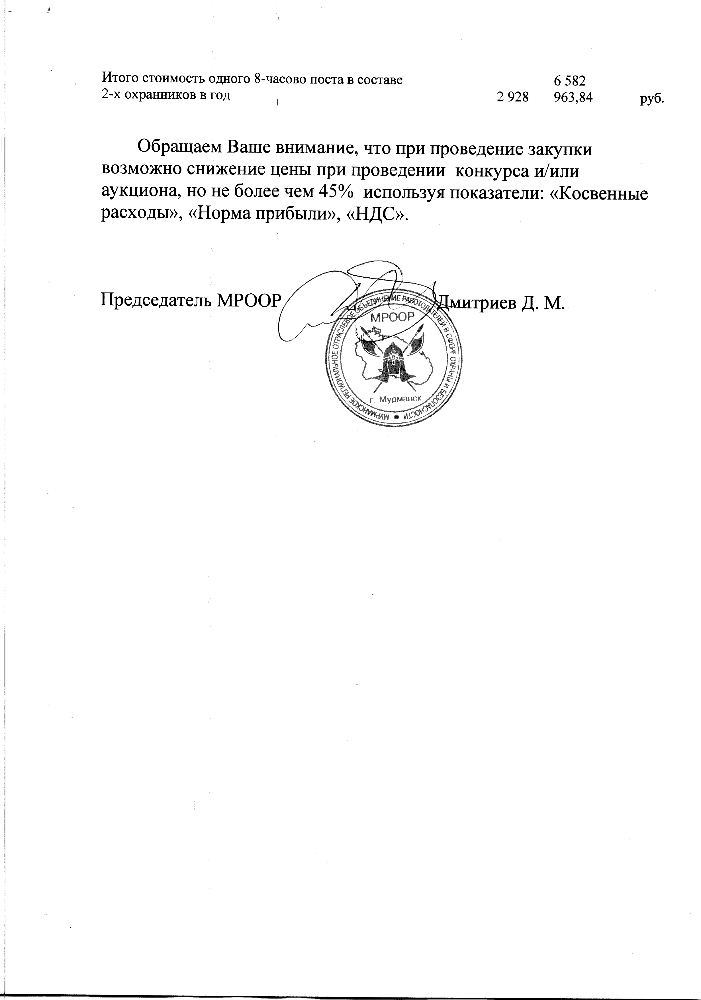 Итого стоимость одного 8-часово поста в составе 6 582
2-х охранников в год 2 928 963,84 руб.
Обращаем Ваше внимание, что при проведение закупки
возможно снижение цены при проведении конкурса и/или
аукциона, но не более чем 45% используя показатели: «Косвенные
расходы», «Норма прибыли», «НДС».
Председатель МРООР Дмитриев Д. М.
МУРМАНСКОЕ РЕГИОНАЛЬНОЕ ОТРАСЛЕВОЕ ОБЪЕДИНЕНИЕ РАБОТОДАТЕЛЕЙ В СФЕРЕ ОХРАНЫ И БЕЗОПАСНОСТИ
МРООР
г. Мурманск